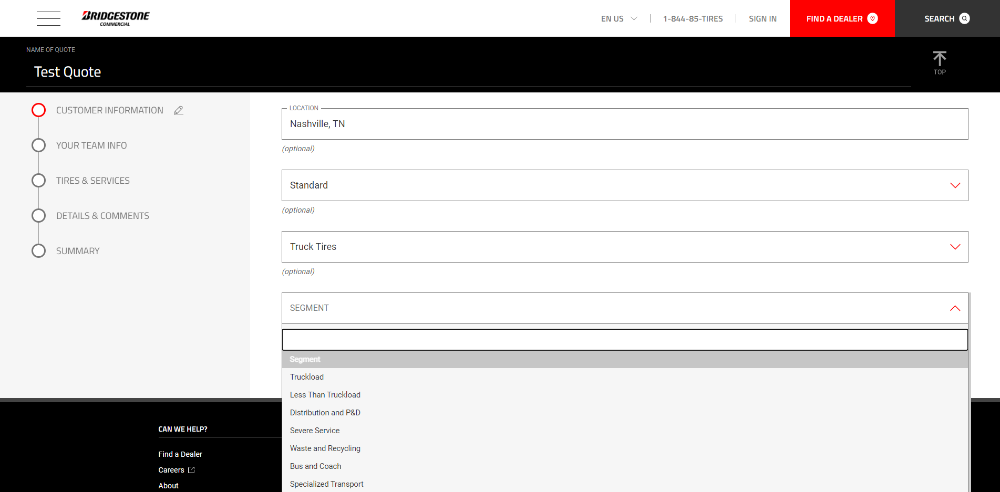 BRIDGESTONE
COMMERCIAL
EN US
1-844-85-TIRES
SIGN IN
FIND A DEALER
SEARCH
NAME OF QUOTE
Test Quote
TOP
CUSTOMER INFORMATION
YOUR TEAM INFO
TIRES & SERVICES
DETAILS & COMMENTS
SUMMARY
LOCATION
Nashville, TN
(optional)
Standard
(optional)
Truck Tires
(optional)
SEGMENT
Segment
Truckload
Less Than Truckload
Distribution and P&D
Severe Service
Waste and Recycling
Bus and Coach
Specialized Transport
CAN WE HELP?
Find a Dealer
Careers
About